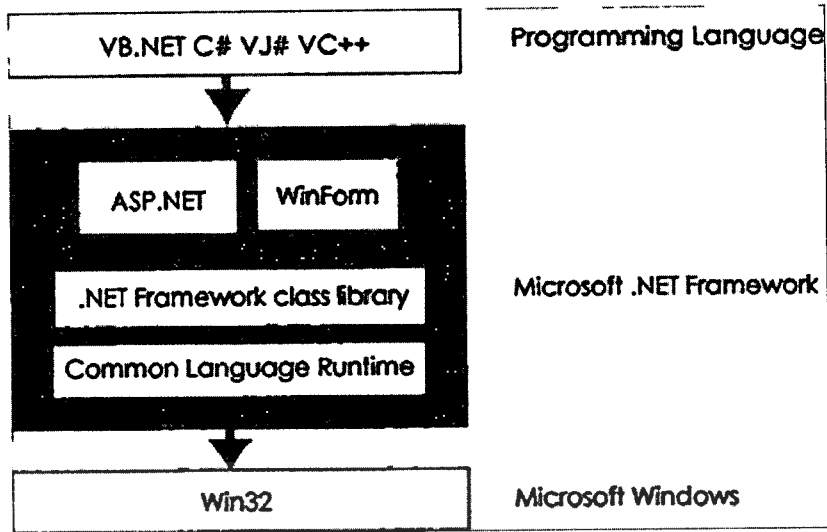 VB.NET C# VJ# VC++
Programming Language
ASP.NET
WinForm
.NET Framework class library
Microsoft .NET Framework
Common Language Runtime
Win32
Microsoft Windows